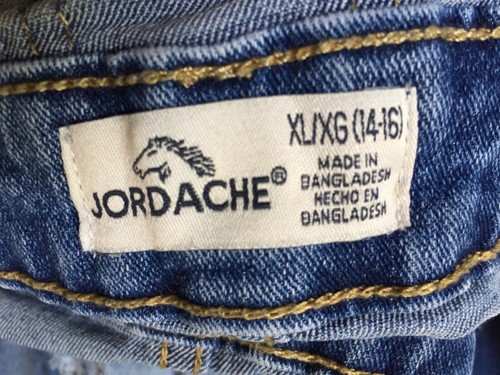 JORDACHE®
XL/XG (14-16)
MADE IN
BANGLADESH
HECHO EN
BANGLADESH